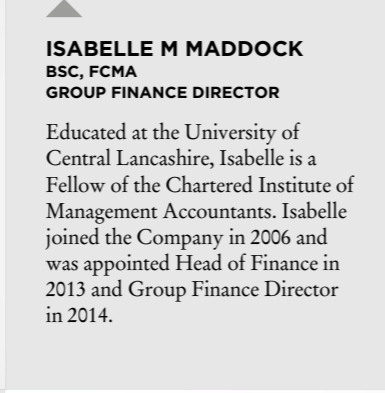 ISABELLE M MADDOCK
BSC, FCMA
GROUP FINANCE DIRECTOR
Educated at the University of
Central Lancashire, Isabelle is a
Fellow of the Chartered Institute of
Management Accountants. Isabelle
joined the Company in 2006 and
was appointed Head of Finance in
2013 and Group Finance Director
in 2014.